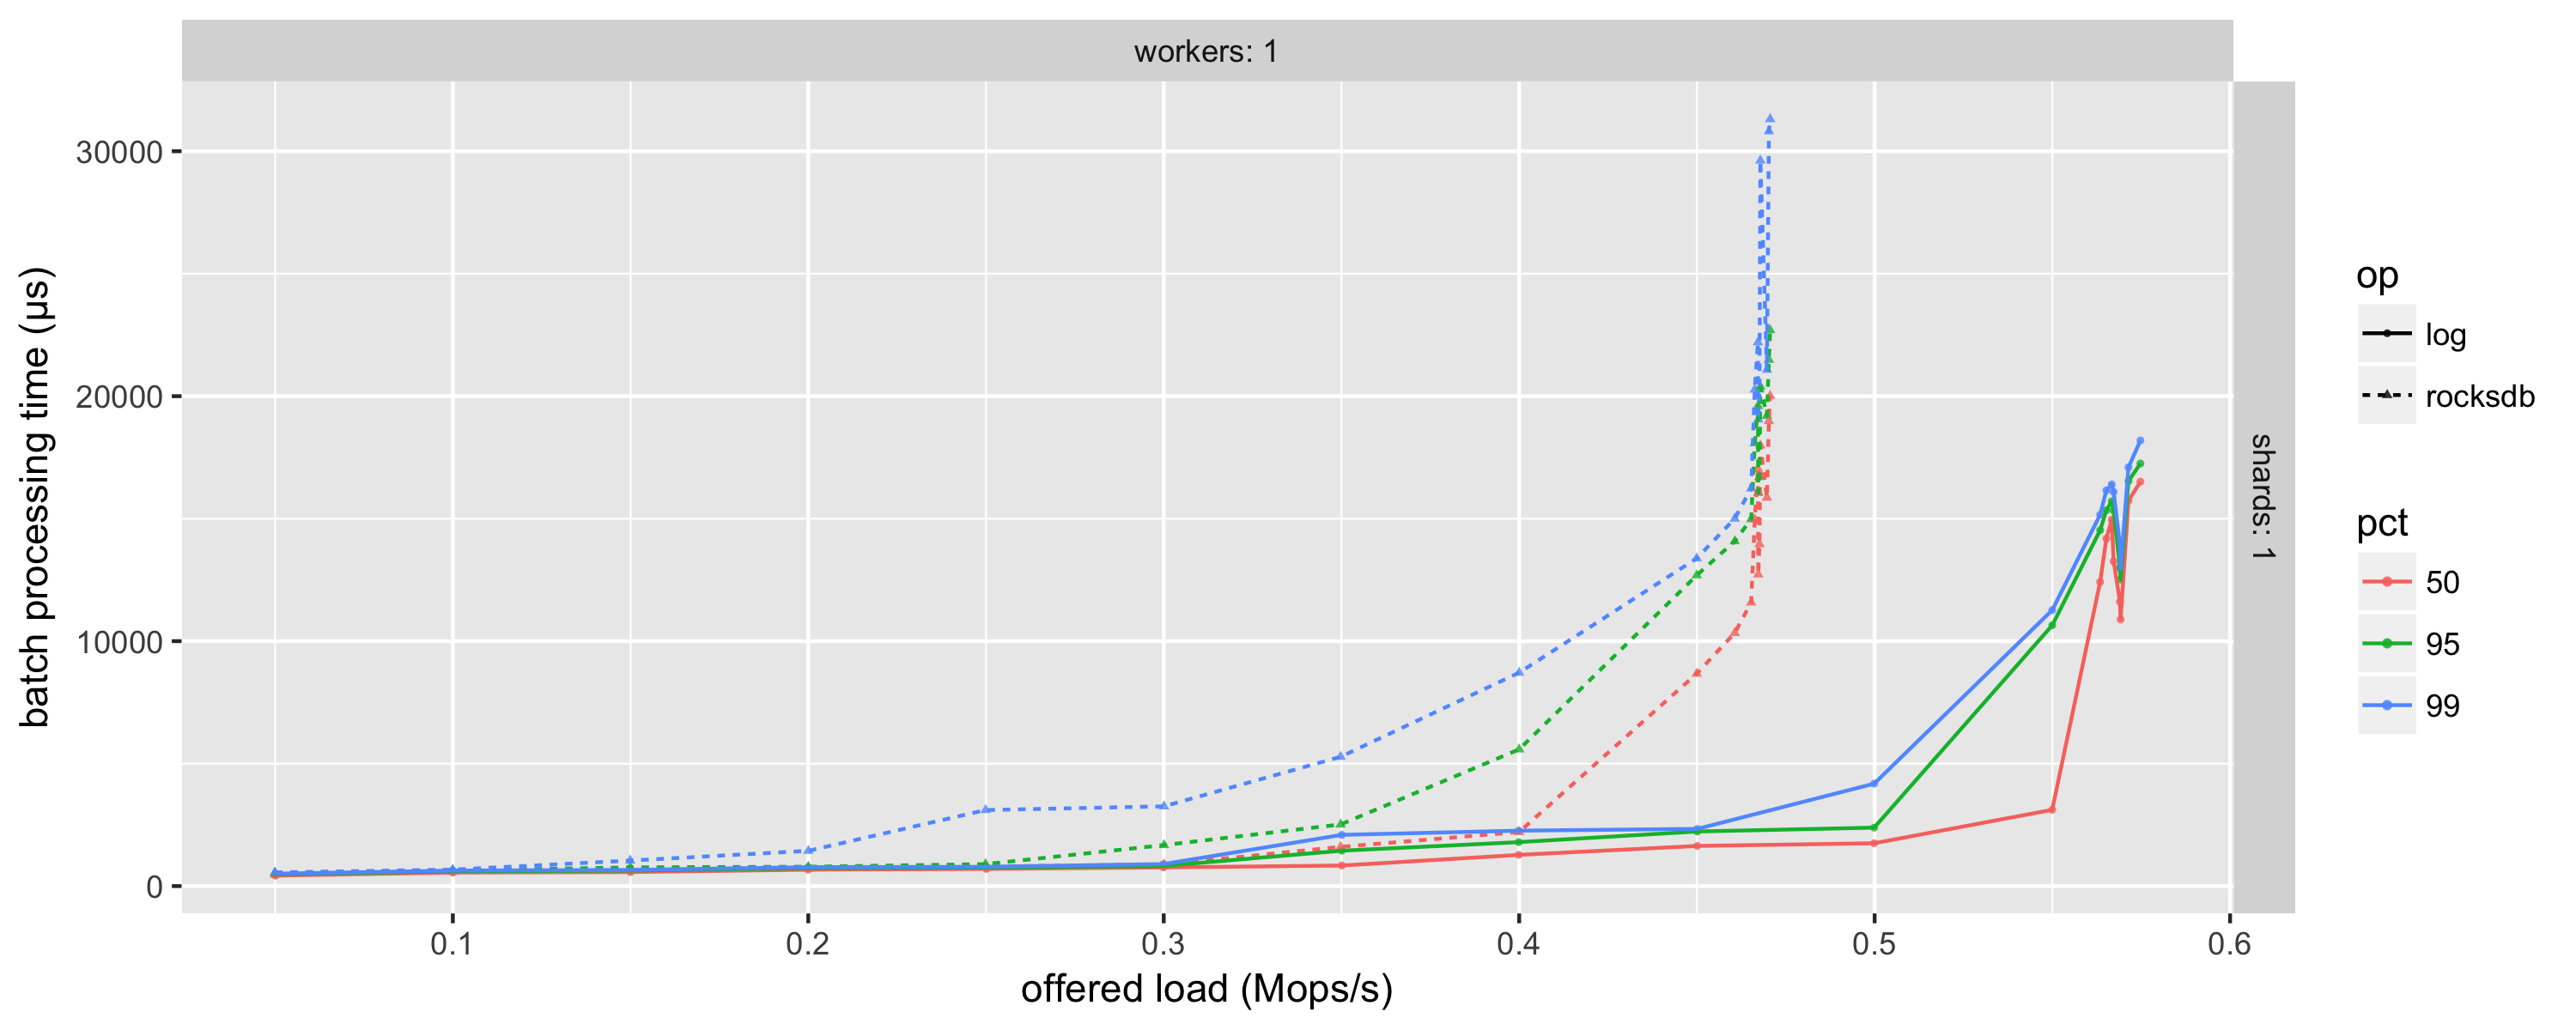 workers: 1
30000
20000
10000
0
batch processing time (µs)
0.1
0.2
0.3
0.4
0.5
0.6
offered load (Mops/s)
shards: 1
op
log
rocksdb
pct
50
95
99